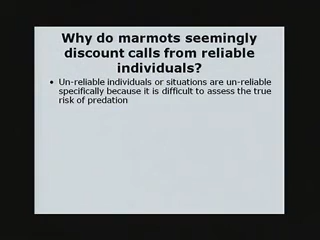 Why do marmots seemingly
discount calls from reliable
individuals?
• Un-reliable individuals or situations are un-reliable
specifically because it is difficult to assess the true
risk of predation